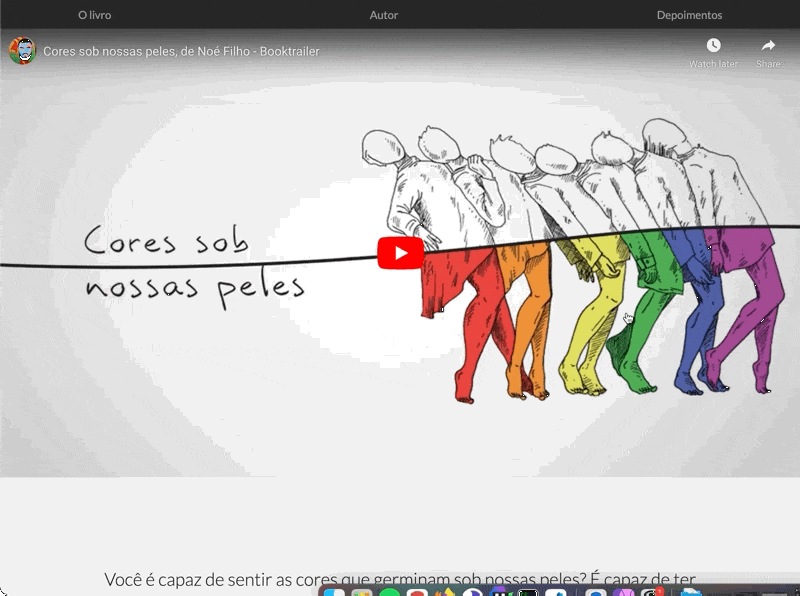 O livro Autor Depoimentos
Cores sob nossas peles, de Noé Filho - Booktrailer
Watch later Share
Cores sob
nossas peles
Você é capaz de sentir as cores que germinam sob nossas peles? É capaz de ter